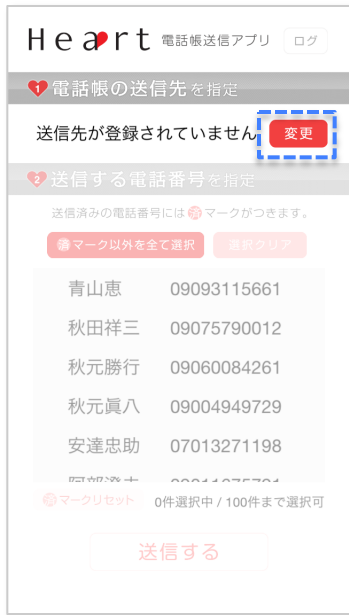 Heart 電話帳送信アプリ ログ
1 電話帳の送信先を指定
送信先が登録されていません 変更
2 送信する電話番号を指定
送信済みの電話番号には 済 マークがつきます。
済 マーク以外を全て選択 選択クリア
青山恵 09093115661
秋田祥三 09075790012
秋元勝行 09060084261
秋元眞八 09004949729
安達忠助 07013271198
済 マークリセット 0件選択中 / 100件まで選択可
送信する